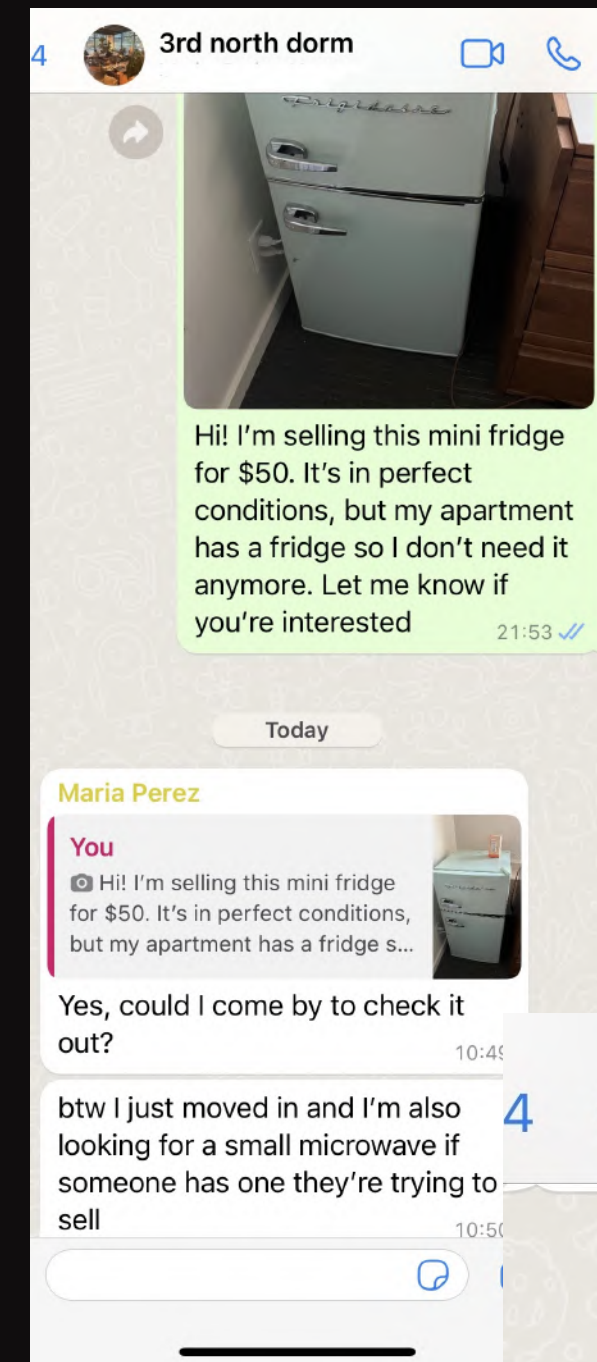 4
3rd north dorm
Frigidaire
Hi! I'm selling this mini fridge
for $50. It's in perfect
conditions, but my apartment
has a fridge so I don't need it
anymore. Let me know if
you're interested
21:53
Today
Maria Perez
You
Hi! I'm selling this mini fridge
for $50. It's in perfect conditions,
but my apartment has a fridge s...
Yes, could I come by to check it
out?
btw I just moved in and I'm also
looking for a small microwave if
someone has one they're trying to
sell
4